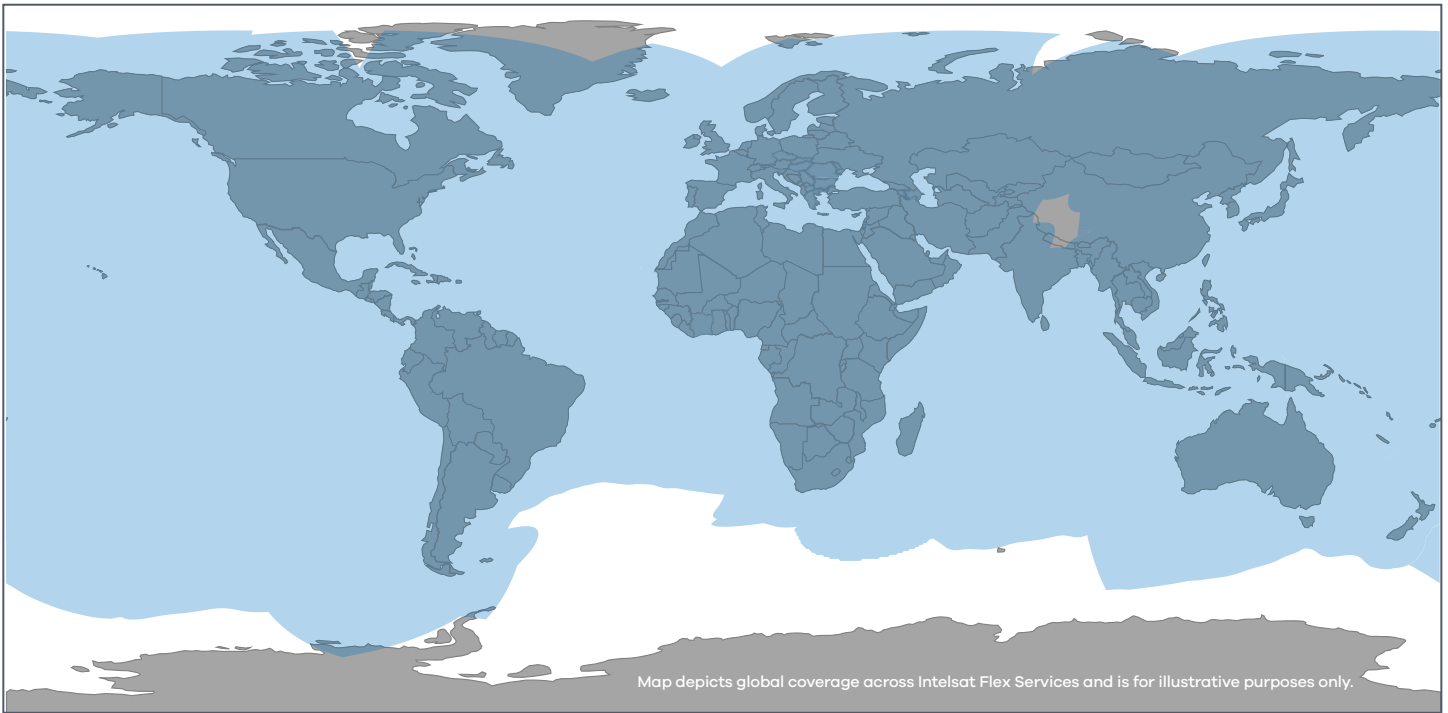 Map depicts global coverage across Intelsat Flex Services and is for illustrative purposes only.